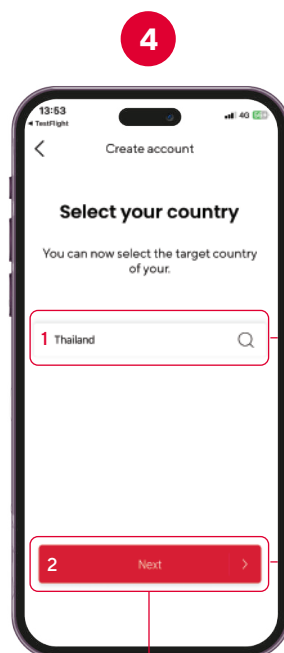 4
13:53
TestFlight
4G
Create account
Select your country
You can now select the target country
of your.
1 Thailand
2 Next